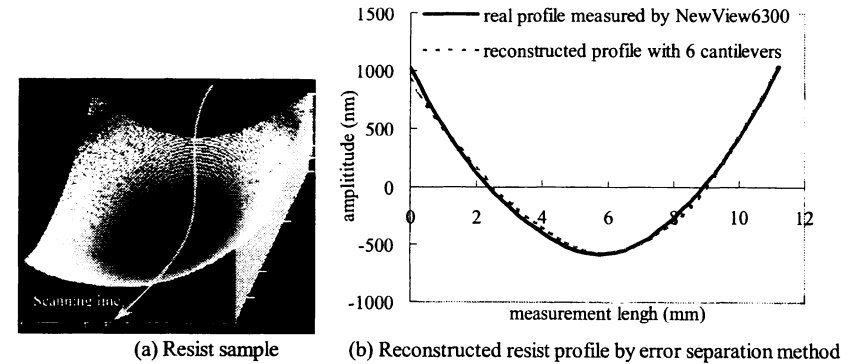 1500
1000
500
0
-500
-1000
amplititude (nm)
real profile measured by NewView6300
reconstructed profile with 6 cantilevers
0 2 4 6 8 10 12
measurement lengh (mm)
Scanning line
(a) Resist sample
(b) Reconstructed resist profile by error separation method